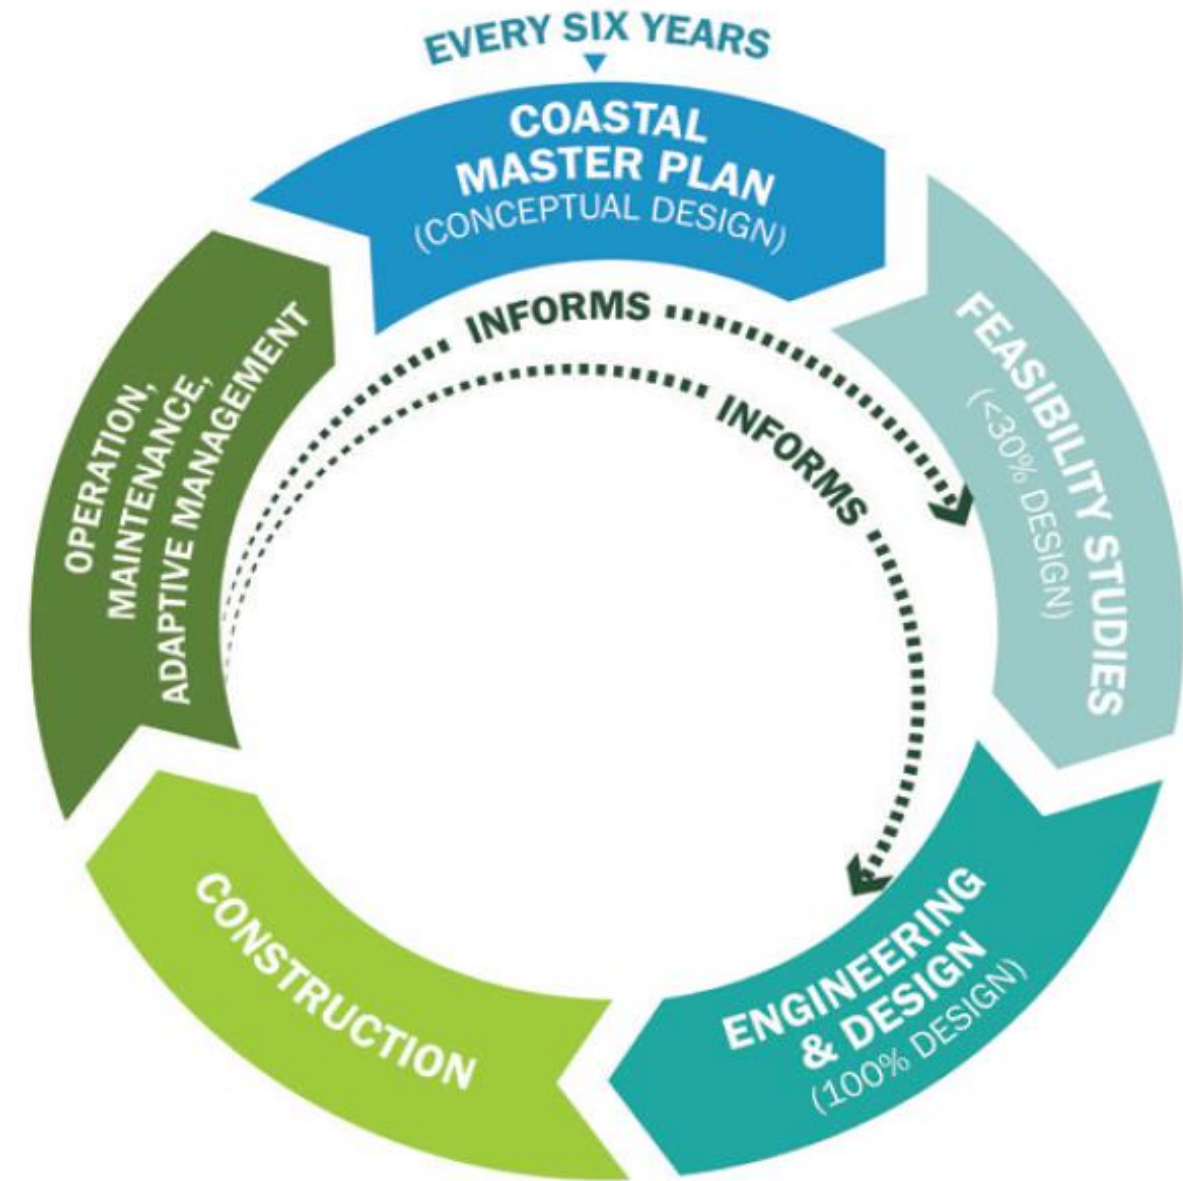 EVERY SIX YEARS
COASTAL
MASTER PLAN
(CONCEPTUAL DESIGN)
FEASIBILITY STUDIES
(<30% DESIGN)
ENGINEERING
& DESIGN
(100% DESIGN)
CONSTRUCTION
OPERATION,
MAINTENANCE,
ADAPTIVE MANAGEMENT
INFORMS
INFORMS